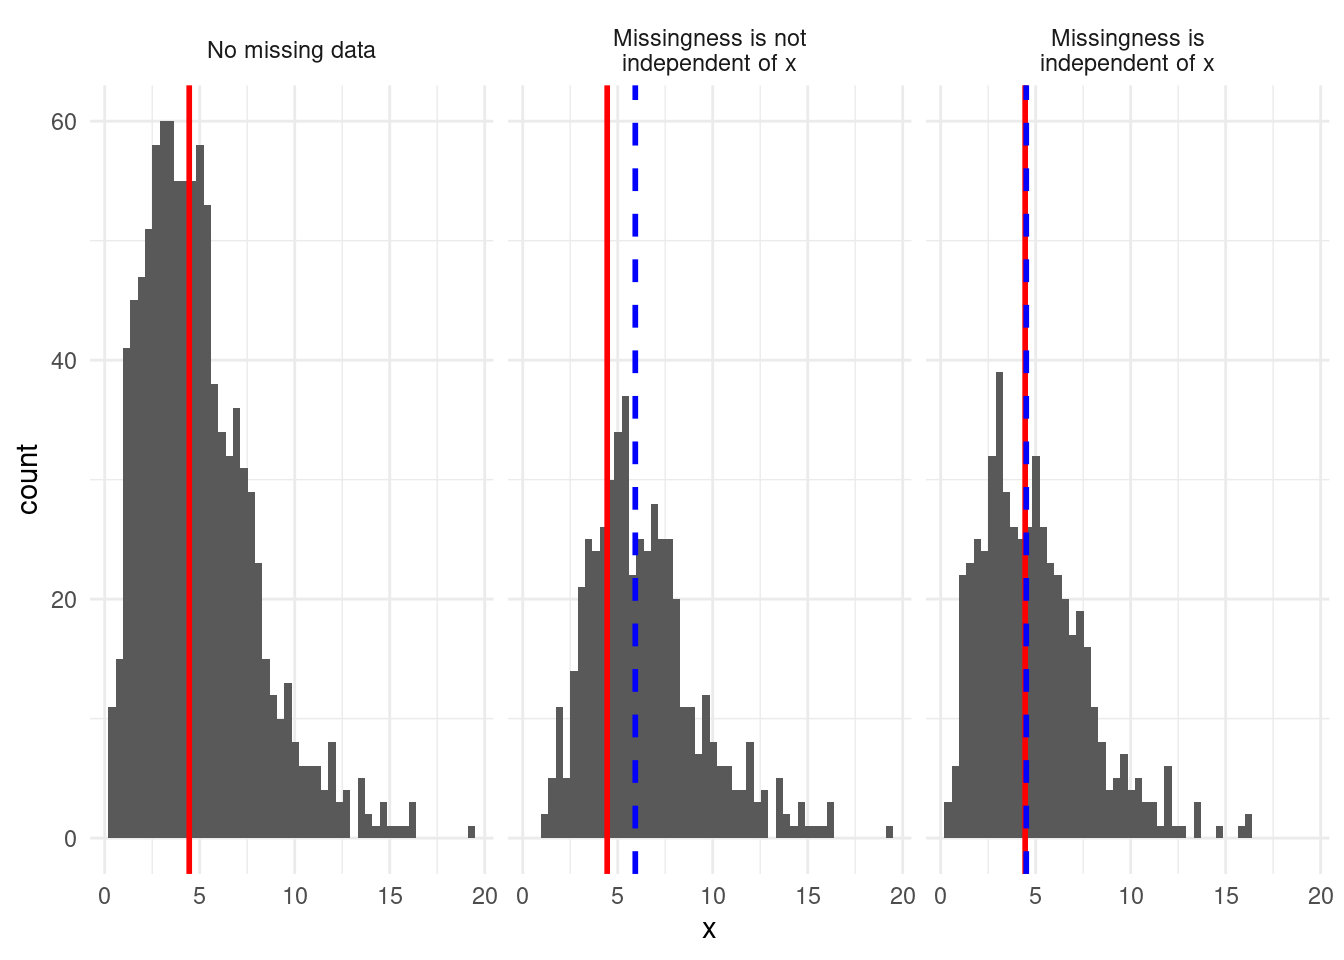 No missing data
Missingness is not
independent of x
Missingness is
independent of x
60
40
20
0
count
0 5 10 15 20 0 5 10 15 20 0 5 10 15 20
x